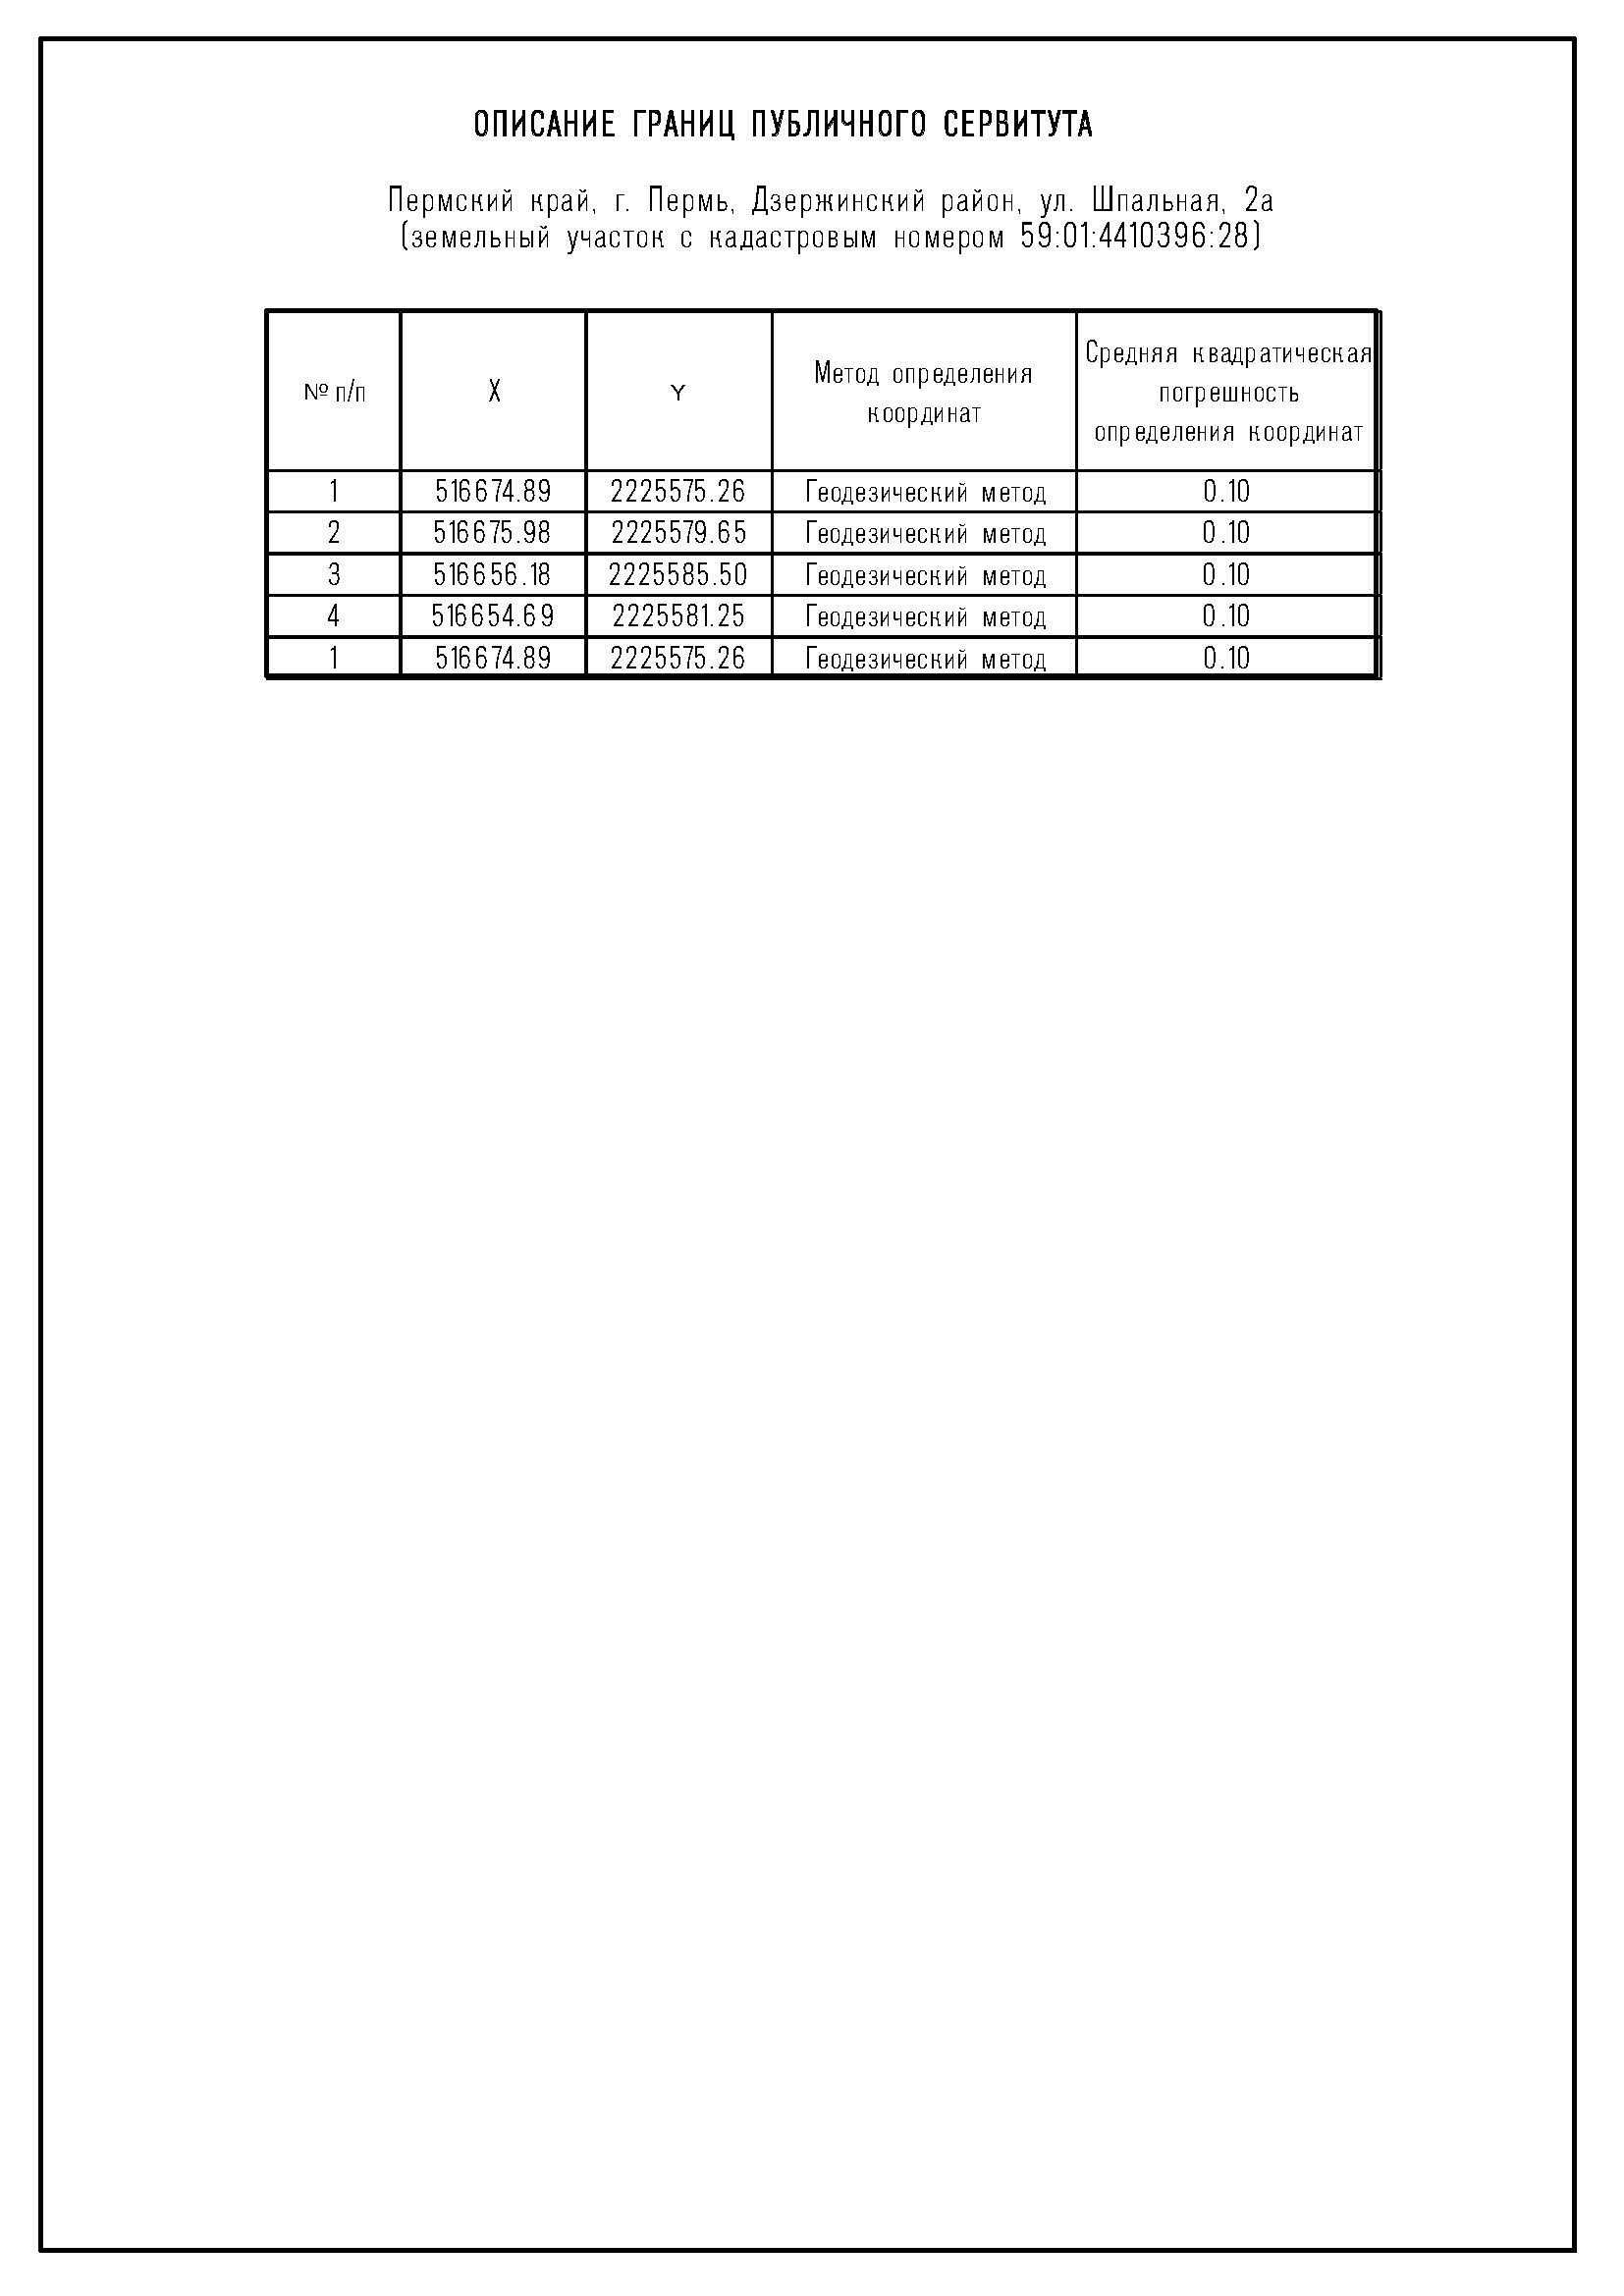 ОПИСАНИЕ ГРАНИЦ ПУБЛИЧНОГО СЕРВИТУТА
Пермский край, г. Пермь, Дзержинский район, ул. Шпальная, 2а
(земельный участок с кадастровым номером 59:01:4410396:28)
№ п/п X Y Метод определения координат Средняя квадратическая погрешность определения координат
1 516674.89 2225575.26 Геодезический метод 0.10
2 516675.98 2225579.65 Геодезический метод 0.10
3 516656.18 2225585.50 Геодезический метод 0.10
4 516654.69 2225581.25 Геодезический метод 0.10
1 516674.89 2225575.26 Геодезический метод 0.10